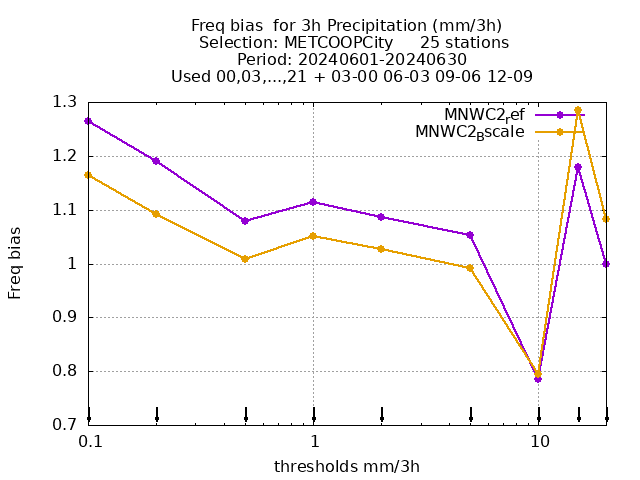 Freq bias  for 3h Precipitation (mm/3h)
Selection: METCOOPCity     25 stations
Period: 20240601-20240630
Used 00,03,...,21 + 03-00 06-03 09-06 12-09
MNWC2_ref
MNWC2_Bscale
1.3
1.2
1.1
1
0.9
0.8
0.7
Freq bias
0.1 1 10
thresholds mm/3h